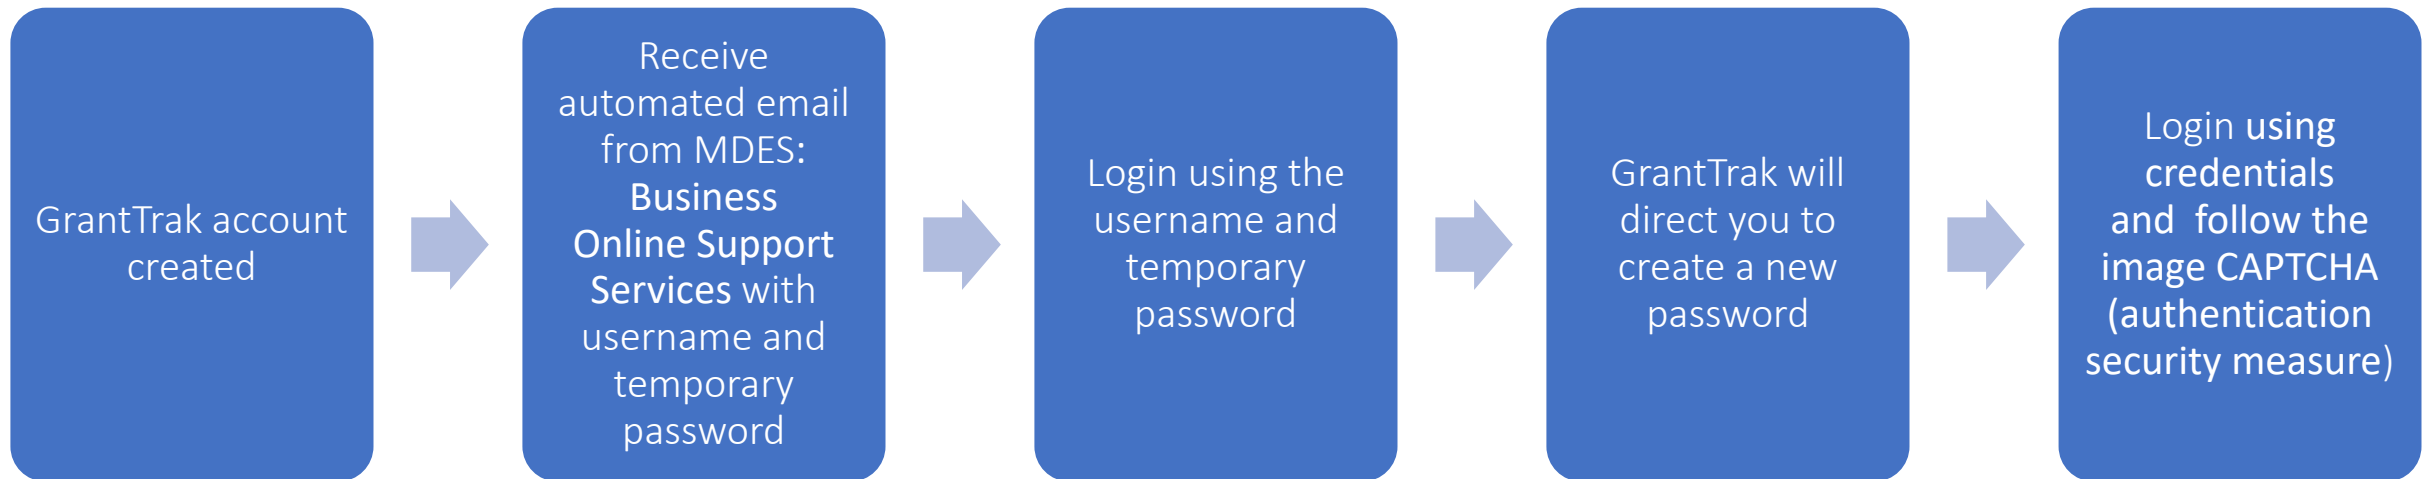 GrantTrak account
created
Receive
automated email
from MDES:
Business
Online Support
Services with
username and
temporary
password
Login using the
username and
temporary
password
GrantTrak will
direct you to
create a new
password
Login using
credentials
and  follow the
image CAPTCHA
(authentication
security measure)